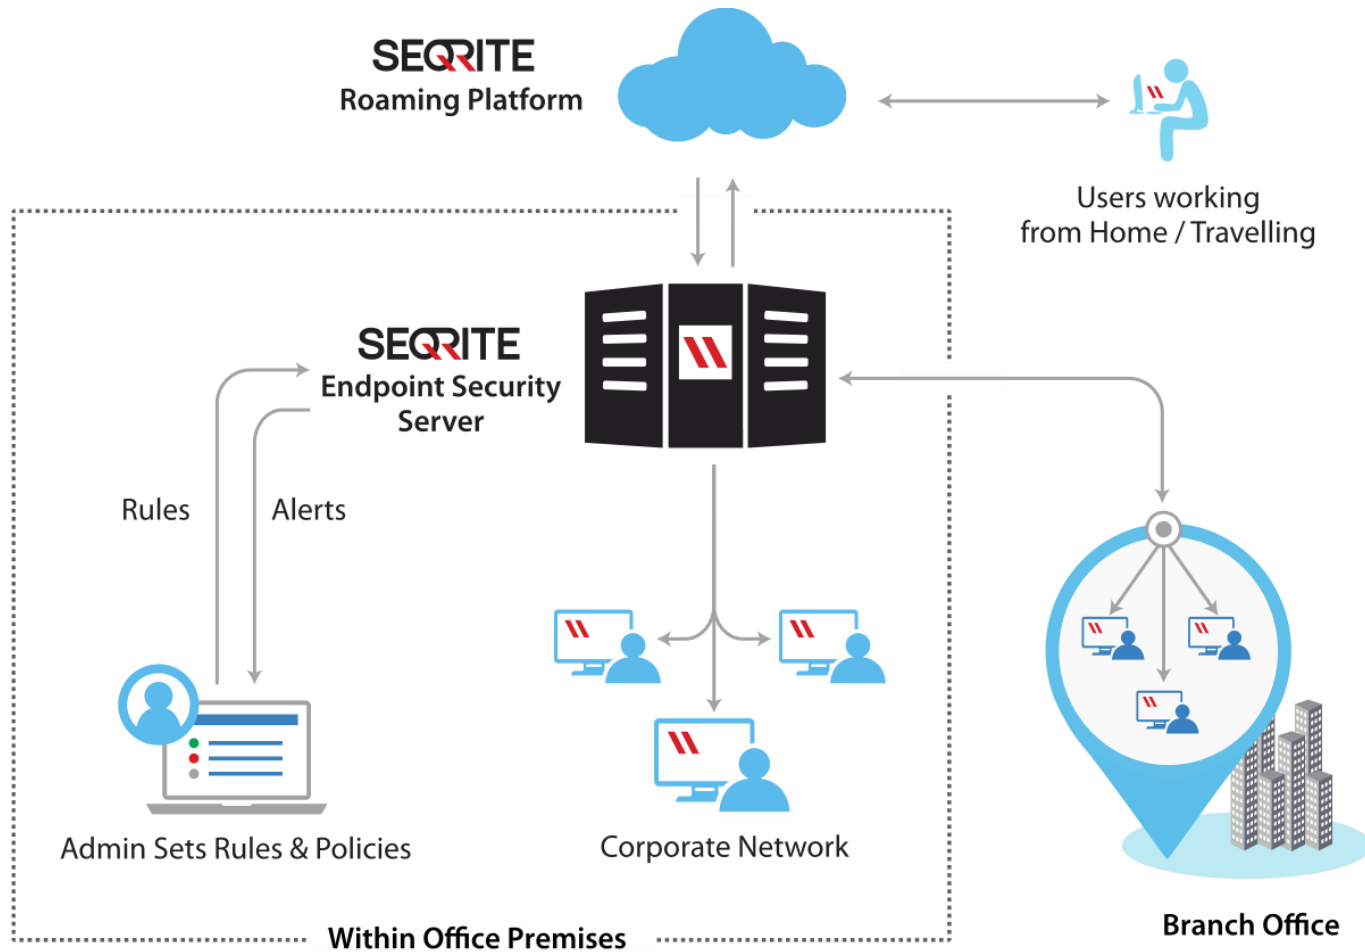 SEQRITE
Roaming Platform
Users working
from Home / Travelling
SEQRITE
Endpoint Security
Server
Rules
Alerts
Admin Sets Rules & Policies
Corporate Network
Within Office Premises
Branch Office